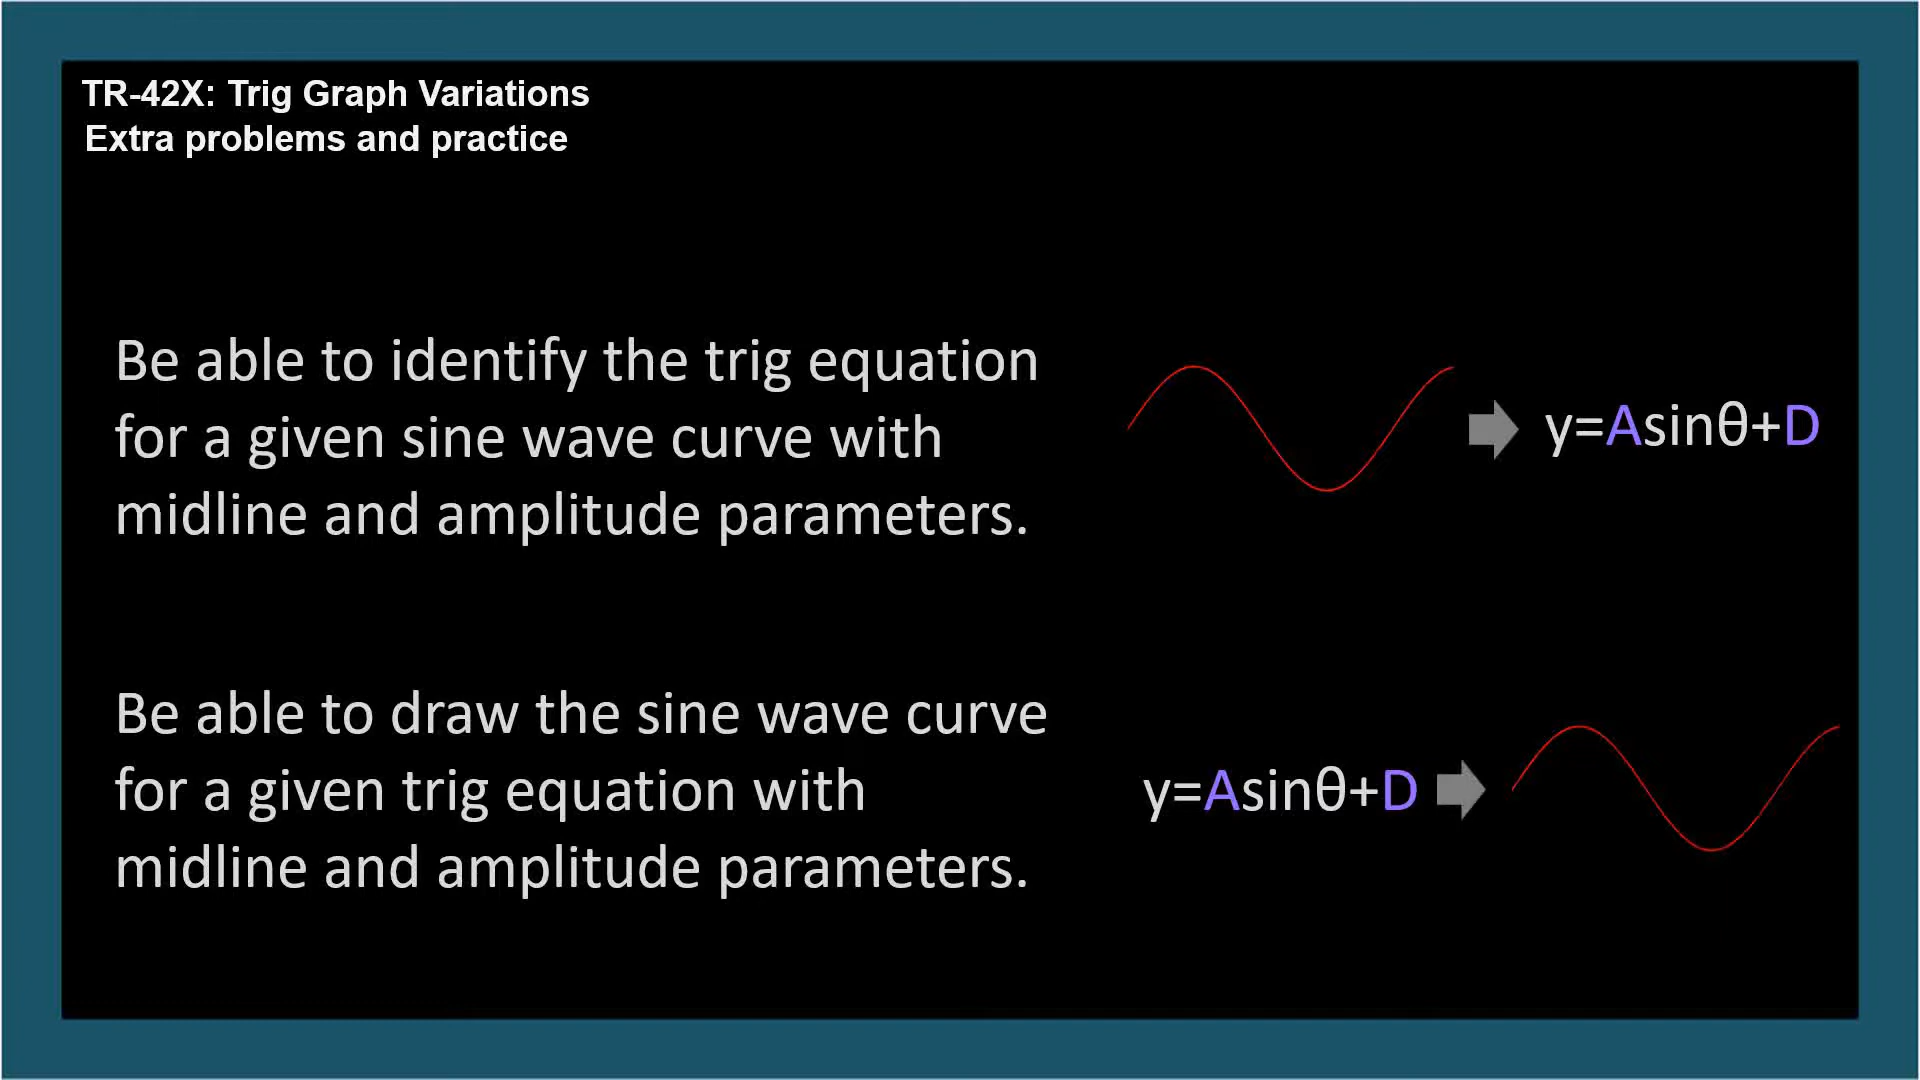 TR-42X: Trig Graph Variations
Extra problems and practice
Be able to identify the trig equation
for a given sine wave curve with
midline and amplitude parameters.
y=Asinθ+D
Be able to draw the sine wave curve
for a given trig equation with
midline and amplitude parameters.
y=Asinθ+D